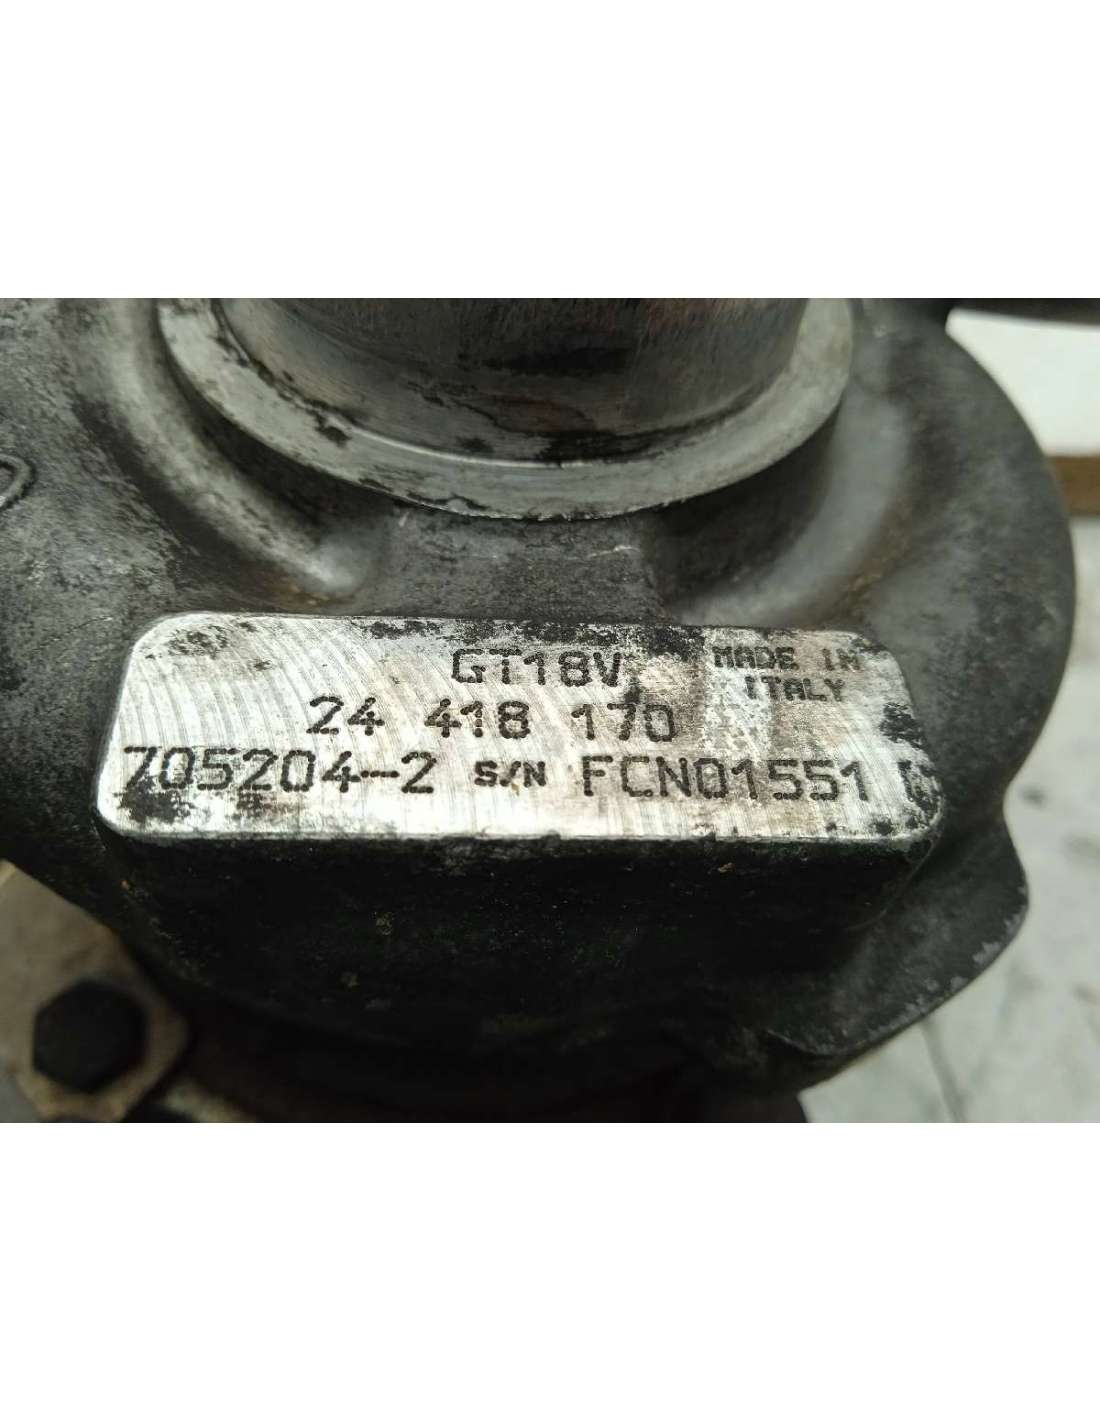 GT18V
MADE IN
ITALY
24 418 170
705204-2 S/N FCN01551